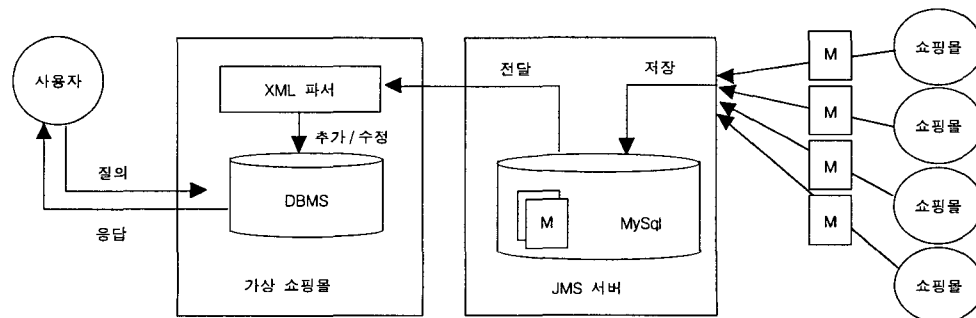 사용자
질의
응답
XML 파서
추가 / 수정
DBMS
가상 쇼핑몰
전달
저장
M
MySql
JMS 서버
M
쇼핑몰
M
쇼핑몰
M
쇼핑몰
M
쇼핑몰